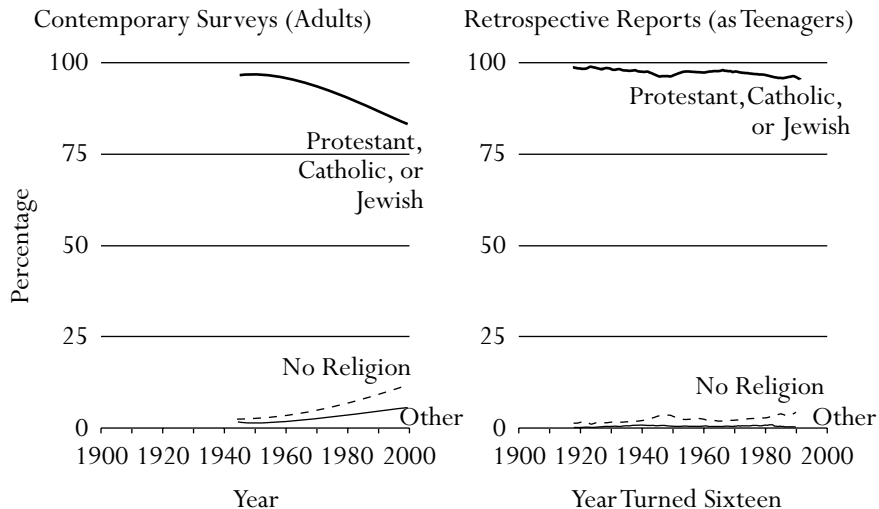 Contemporary Surveys (Adults)
Percentage
100
75
50
25
0
Protestant,
Catholic, or
Jewish
No Religion
Other
1900 1920 1940 1960 1980 2000
Year
Retrospective Reports (as Teenagers)
100
75
50
25
0
Protestant, Catholic,
or Jewish
No Religion
Other
1900 1920 1940 1960 1980 2000
Year Turned Sixteen